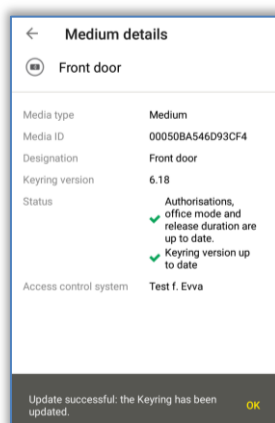 Medium details
Front door
Media type Medium
Media ID 00050BA546D93CF4
Designation Front door
Keyring version 6.18
Status Authorisations,
office mode and
release duration are
up to date.
Keyring version up
to date
Access control system Test f. Evva
Update successful: the Keyring has been
updated.
OK